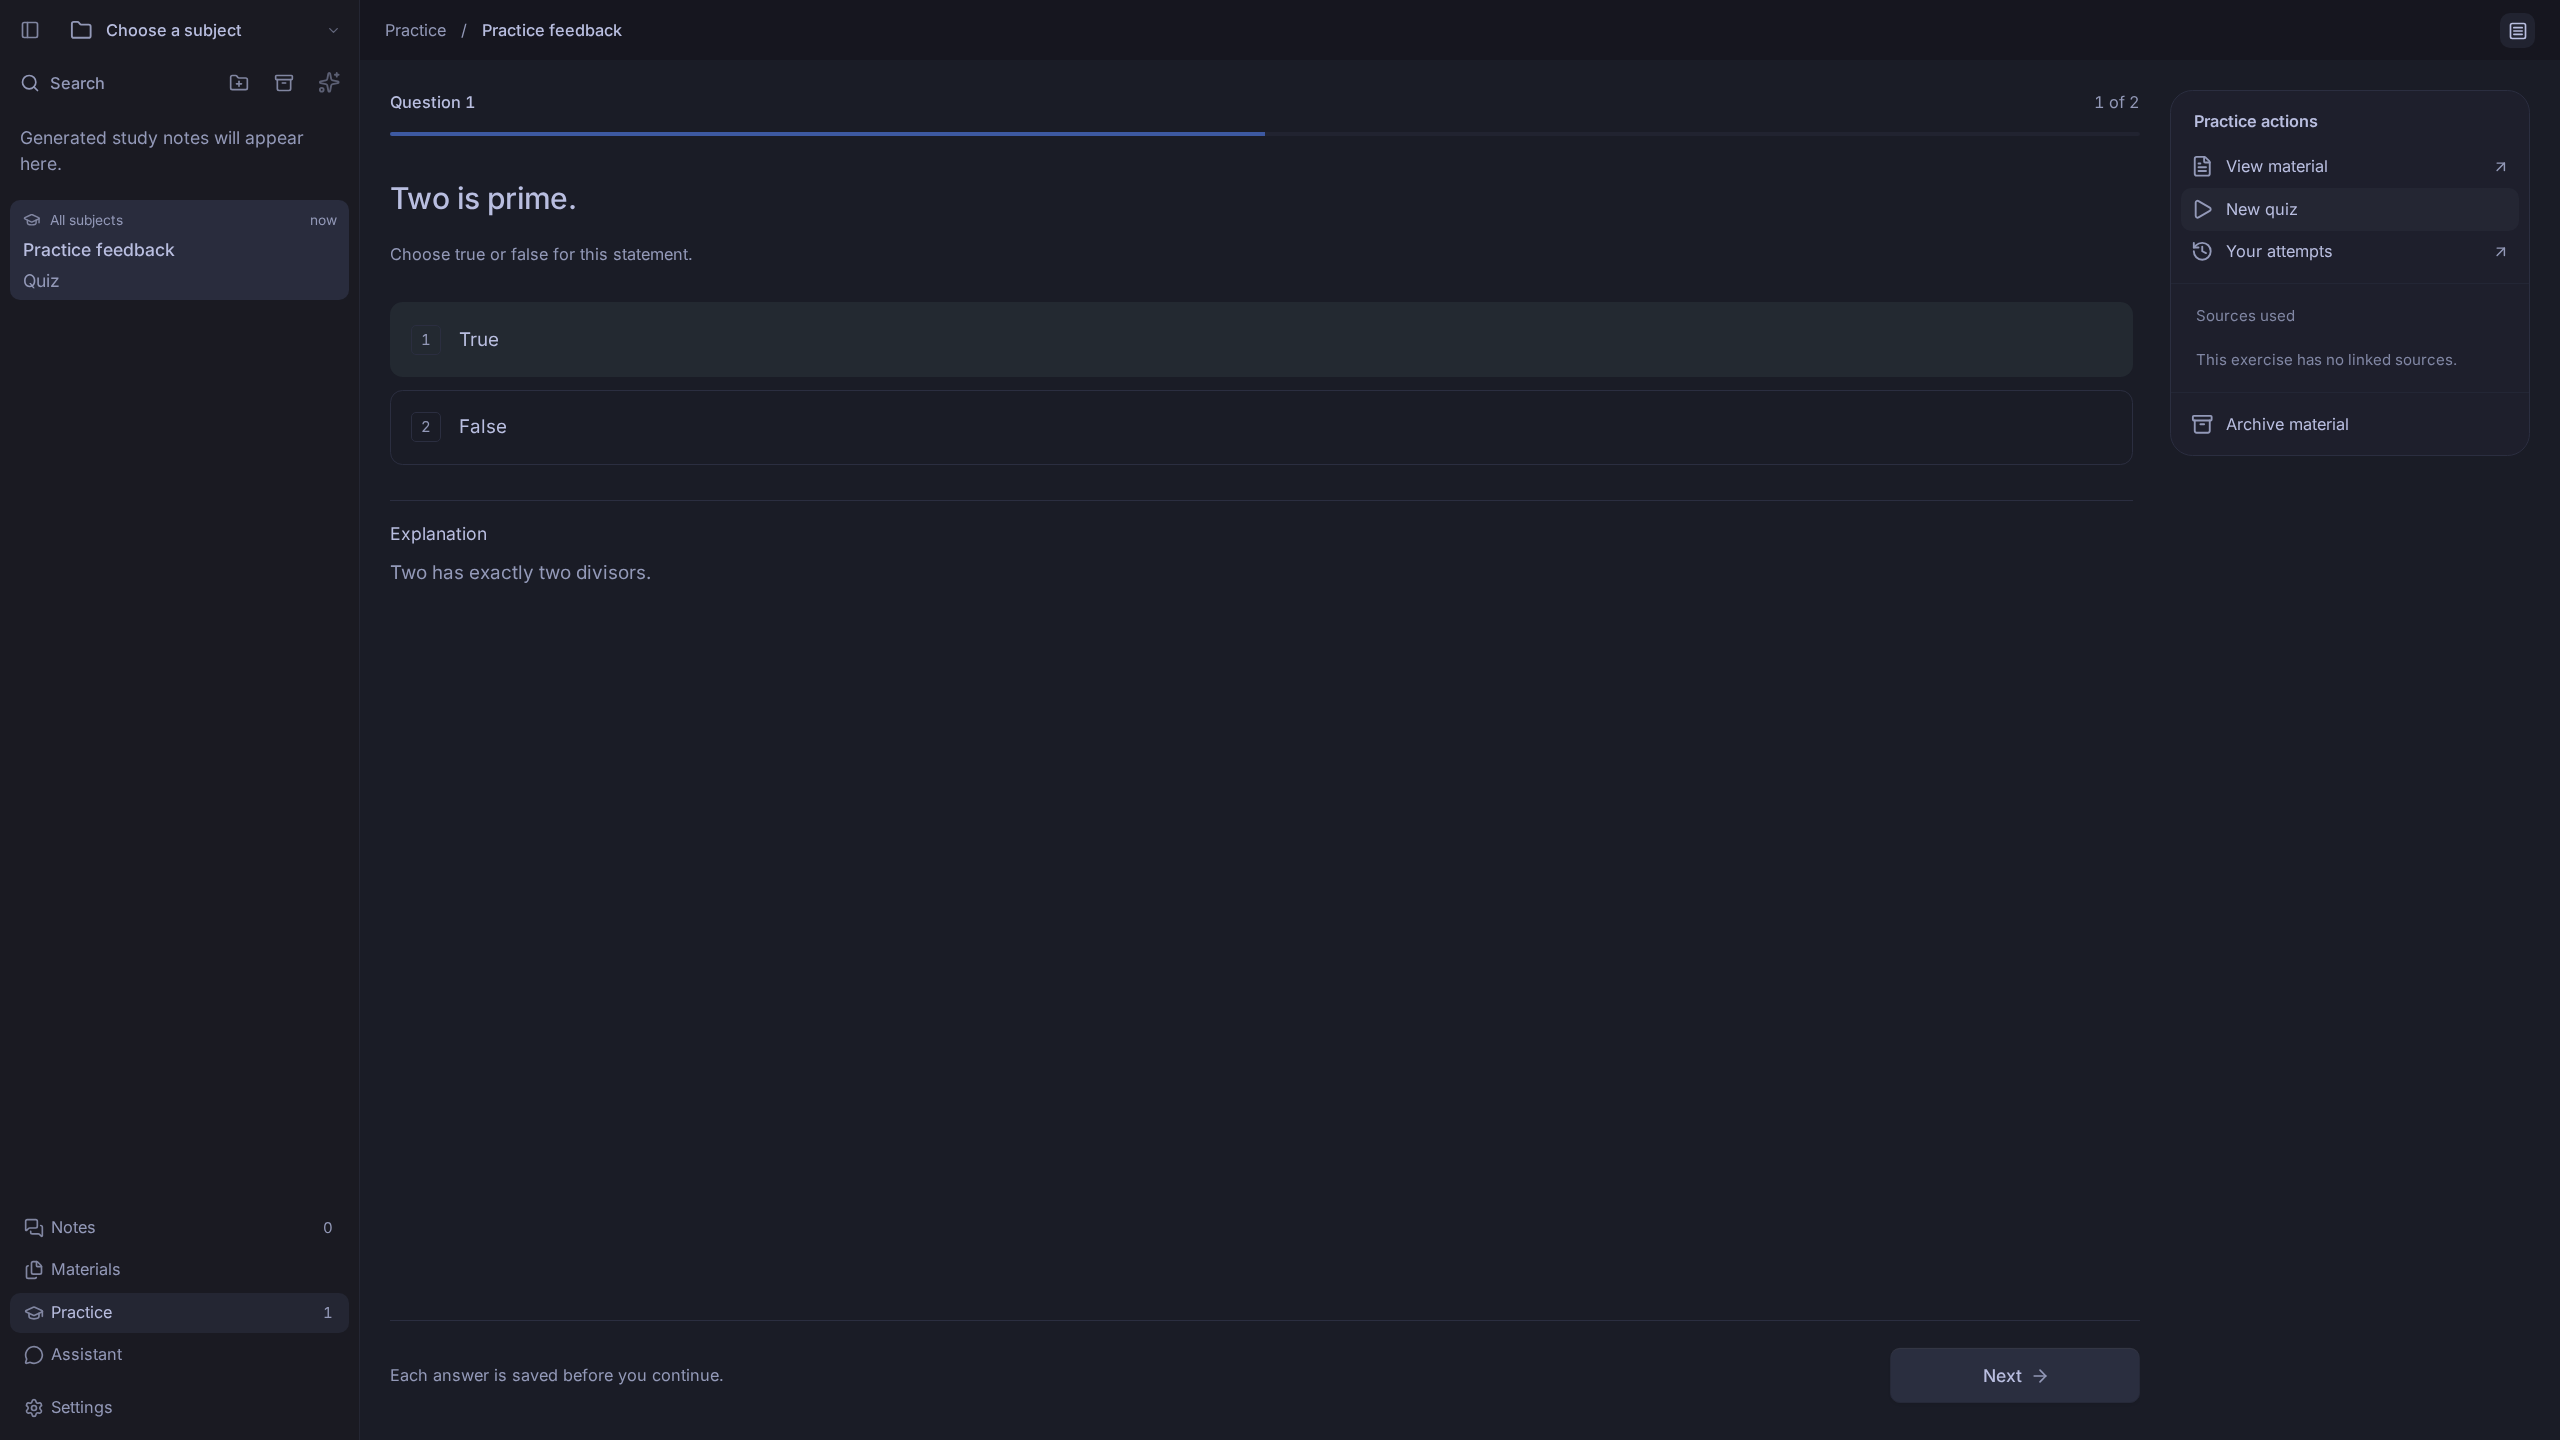 Choose a subject
Search
Generated study notes will appear
here.
All subjects
now
Practice feedback
Quiz
Notes
0
Materials
Practice
1
Assistant
Settings
Practice / Practice feedback
Question 1
1 of 2
Two is prime.
Choose true or false for this statement.
1 True
2 False
Explanation
Two has exactly two divisors.
Each answer is saved before you continue.
Next
Practice actions
View material
New quiz
Your attempts
Sources used
This exercise has no linked sources.
Archive material